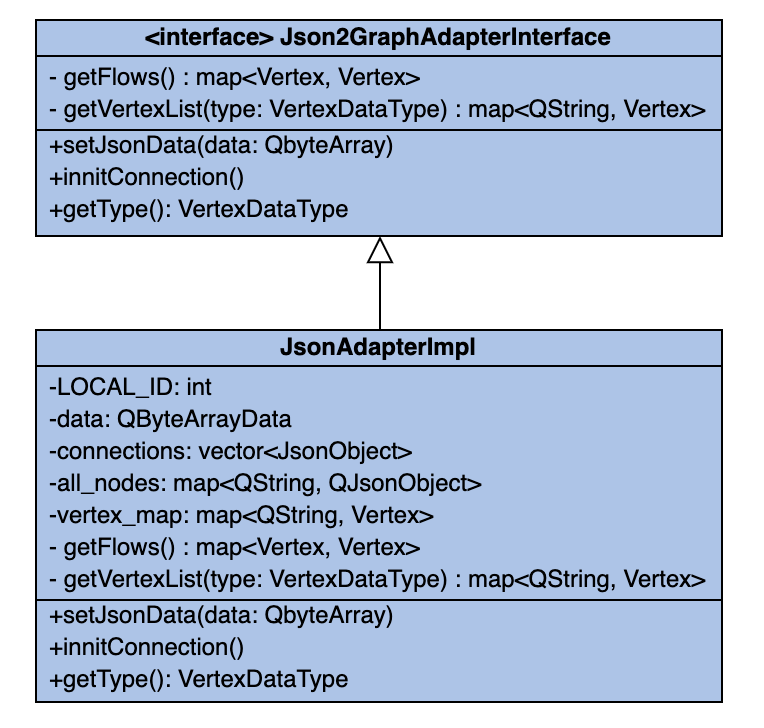 <interface> Json2GraphAdapterInterface
- getFlows() : map<Vertex, Vertex>
- getVertexList(type: VertexDataType) : map<QString, Vertex>
+setJsonData(data: QbyteArray)
+innitConnection()
+getType(): VertexDataType
JsonAdapterImpl
-LOCAL_ID: int
-data: QByteArrayData
-connections: vector<JsonObject>
-all_nodes: map<QString, QJsonObject>
-vertex_map: map<QString, Vertex>
- getFlows() : map<Vertex, Vertex>
- getVertexList(type: VertexDataType) : map<QString, Vertex>
+setJsonData(data: QbyteArray)
+innitConnection()
+getType(): VertexDataType